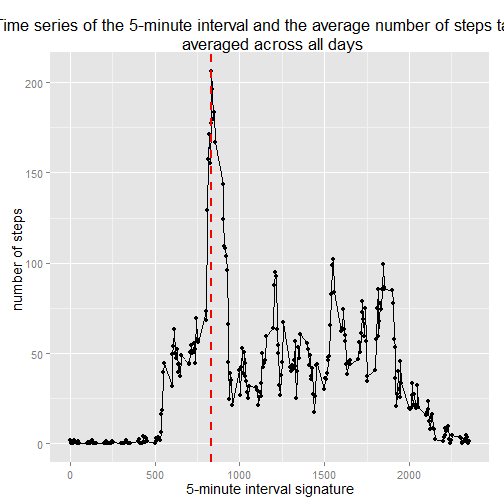 Time series of the 5-minute interval and the average number of steps
averaged across all days
number of steps
200
150
100
50
0
0
500
1000
1500
2000
5-minute interval signature